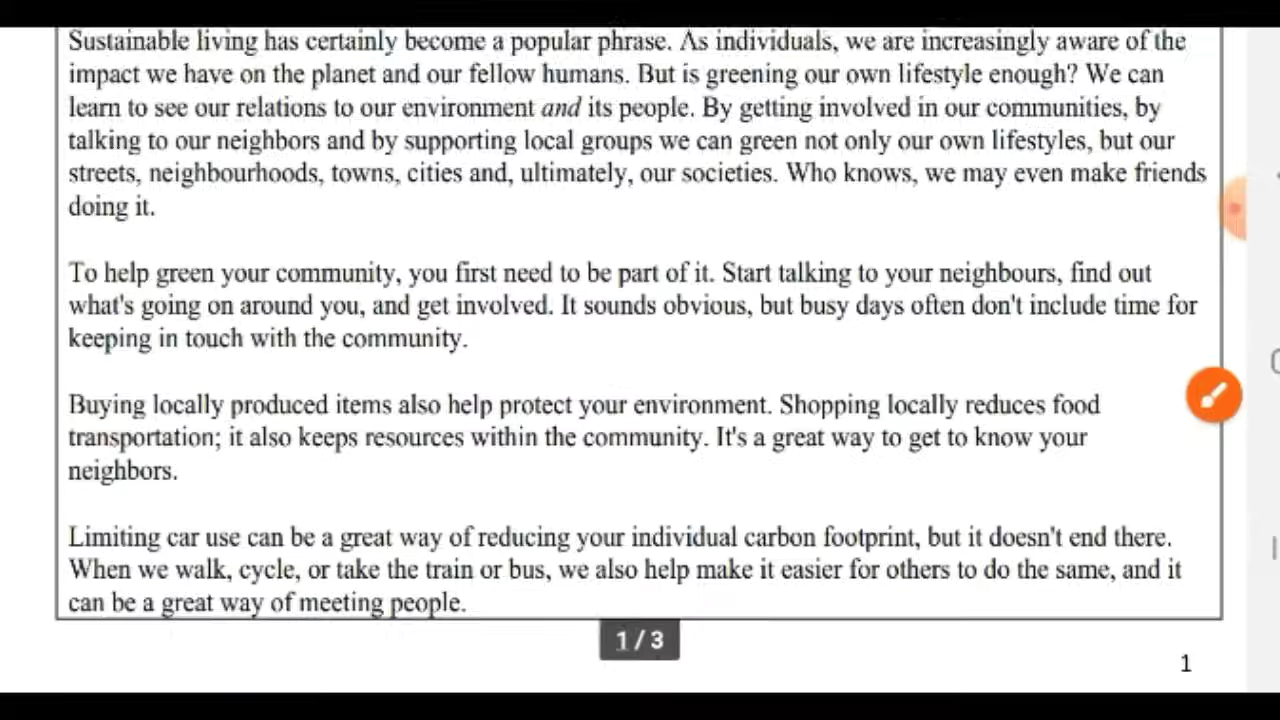 Sustainable living has certainly become a popular phrase. As individuals, we are increasingly aware of the
impact we have on the planet and our fellow humans. But is greening our own lifestyle enough? We can
learn to see our relations to our environment and its people. By getting involved in our communities, by
talking to our neighbors and by supporting local groups we can green not only our own lifestyles, but our
streets, neighbourhoods, towns, cities and, ultimately, our societies. Who knows, we may even make friends
doing it.
To help green your community, you first need to be part of it. Start talking to your neighbours, find out
what's going on around you, and get involved. It sounds obvious, but busy days often don't include time for
keeping in touch with the community.
Buying locally produced items also help protect your environment. Shopping locally reduces food
transportation; it also keeps resources within the community. It's a great way to get to know your
neighbors.
Limiting car use can be a great way of reducing your individual carbon footprint, but it doesn't end there.
When we walk, cycle, or take the train or bus, we also help make it easier for others to do the same, and it
can be a great way of meeting people.
1 / 3
1